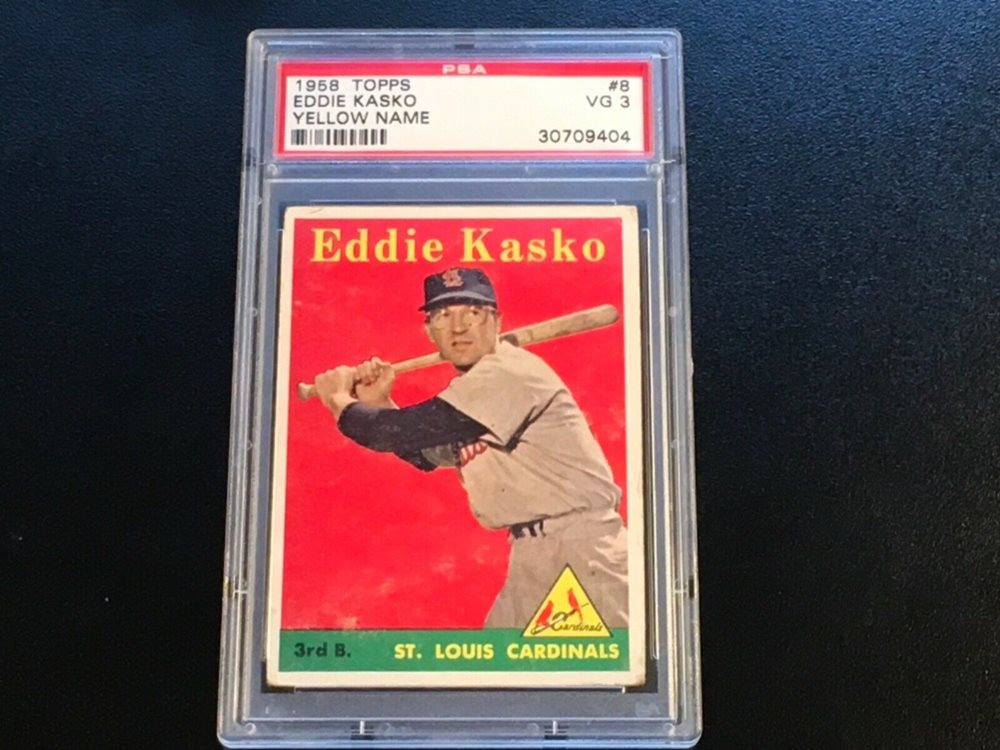 PSA
1958 TOPPS #8
EDDIE KASKO VG 3
YELLOW NAME
30709404
Eddie Kasko
Cardinals
3rd B. ST. LOUIS CARDINALS